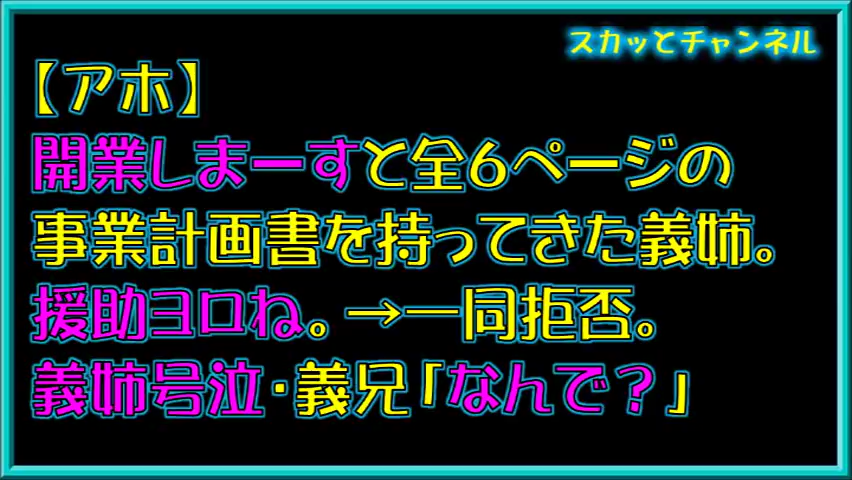 スカッとチャンネル
【アホ】
開業しまーすと全6ページの
事業計画書を持ってきた義姉。
援助ヨロね。→一同拒否。
義姉号泣・義兄「なんで?」